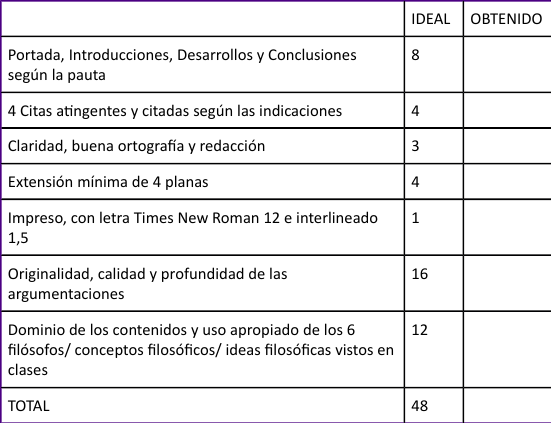 IDEAL OBTENIDO
Portada, Introducciones, Desarrollos y Conclusiones 8
según la pauta
4 Citas atingentes y citadas según las indicaciones 4
Claridad, buena ortografía y redacción 3
Extensión mínima de 4 planas 4
Impreso, con letra Times New Roman 12 e interlineado 1
1,5
Originalidad, calidad y profundidad de las 16
argumentaciones
Dominio de los contenidos y uso apropiado de los 6 12
filósofos/ conceptos filosóficos/ ideas filosóficas vistos en
clases
TOTAL 48